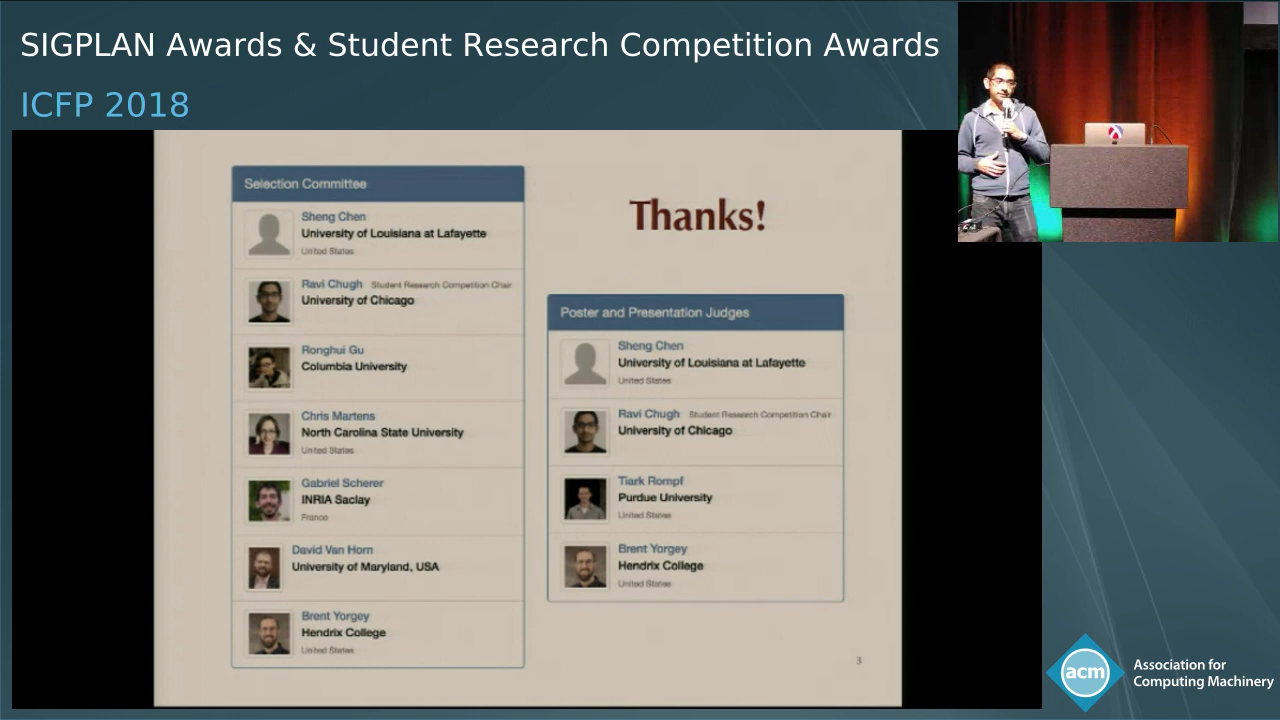 SIGPLAN Awards & Student Research Competition Awards
ICFP 2018
Selection Committee
Sheng Chen
University of Louisiana at Lafayette
United States
Ravi Chugh Student Research Competition Chair
University of Chicago
Ronghui Gu
Columbia University
Chris Martens
North Carolina State University
United States
Gabriel Scherer
INRIA Saclay
France
David Van Horn
University of Maryland, USA
Brent Yorgey
Hendrix College
United States
Thanks!
Poster and Presentation Judges
Sheng Chen
University of Louisiana at Lafayette
United States
Ravi Chugh Student Research Competition Chair
University of Chicago
Tiark Rompf
Purdue University
United States
Brent Yorgey
Hendrix College
United States
3
acm
Association for
Computing Machinery